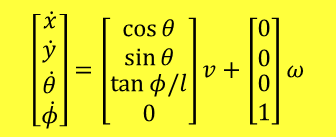 [ẋ ẏ θ̇ ϕ̇] = [cos θ sin θ tan ϕ/l 0] v + [0 0 0 1] ω